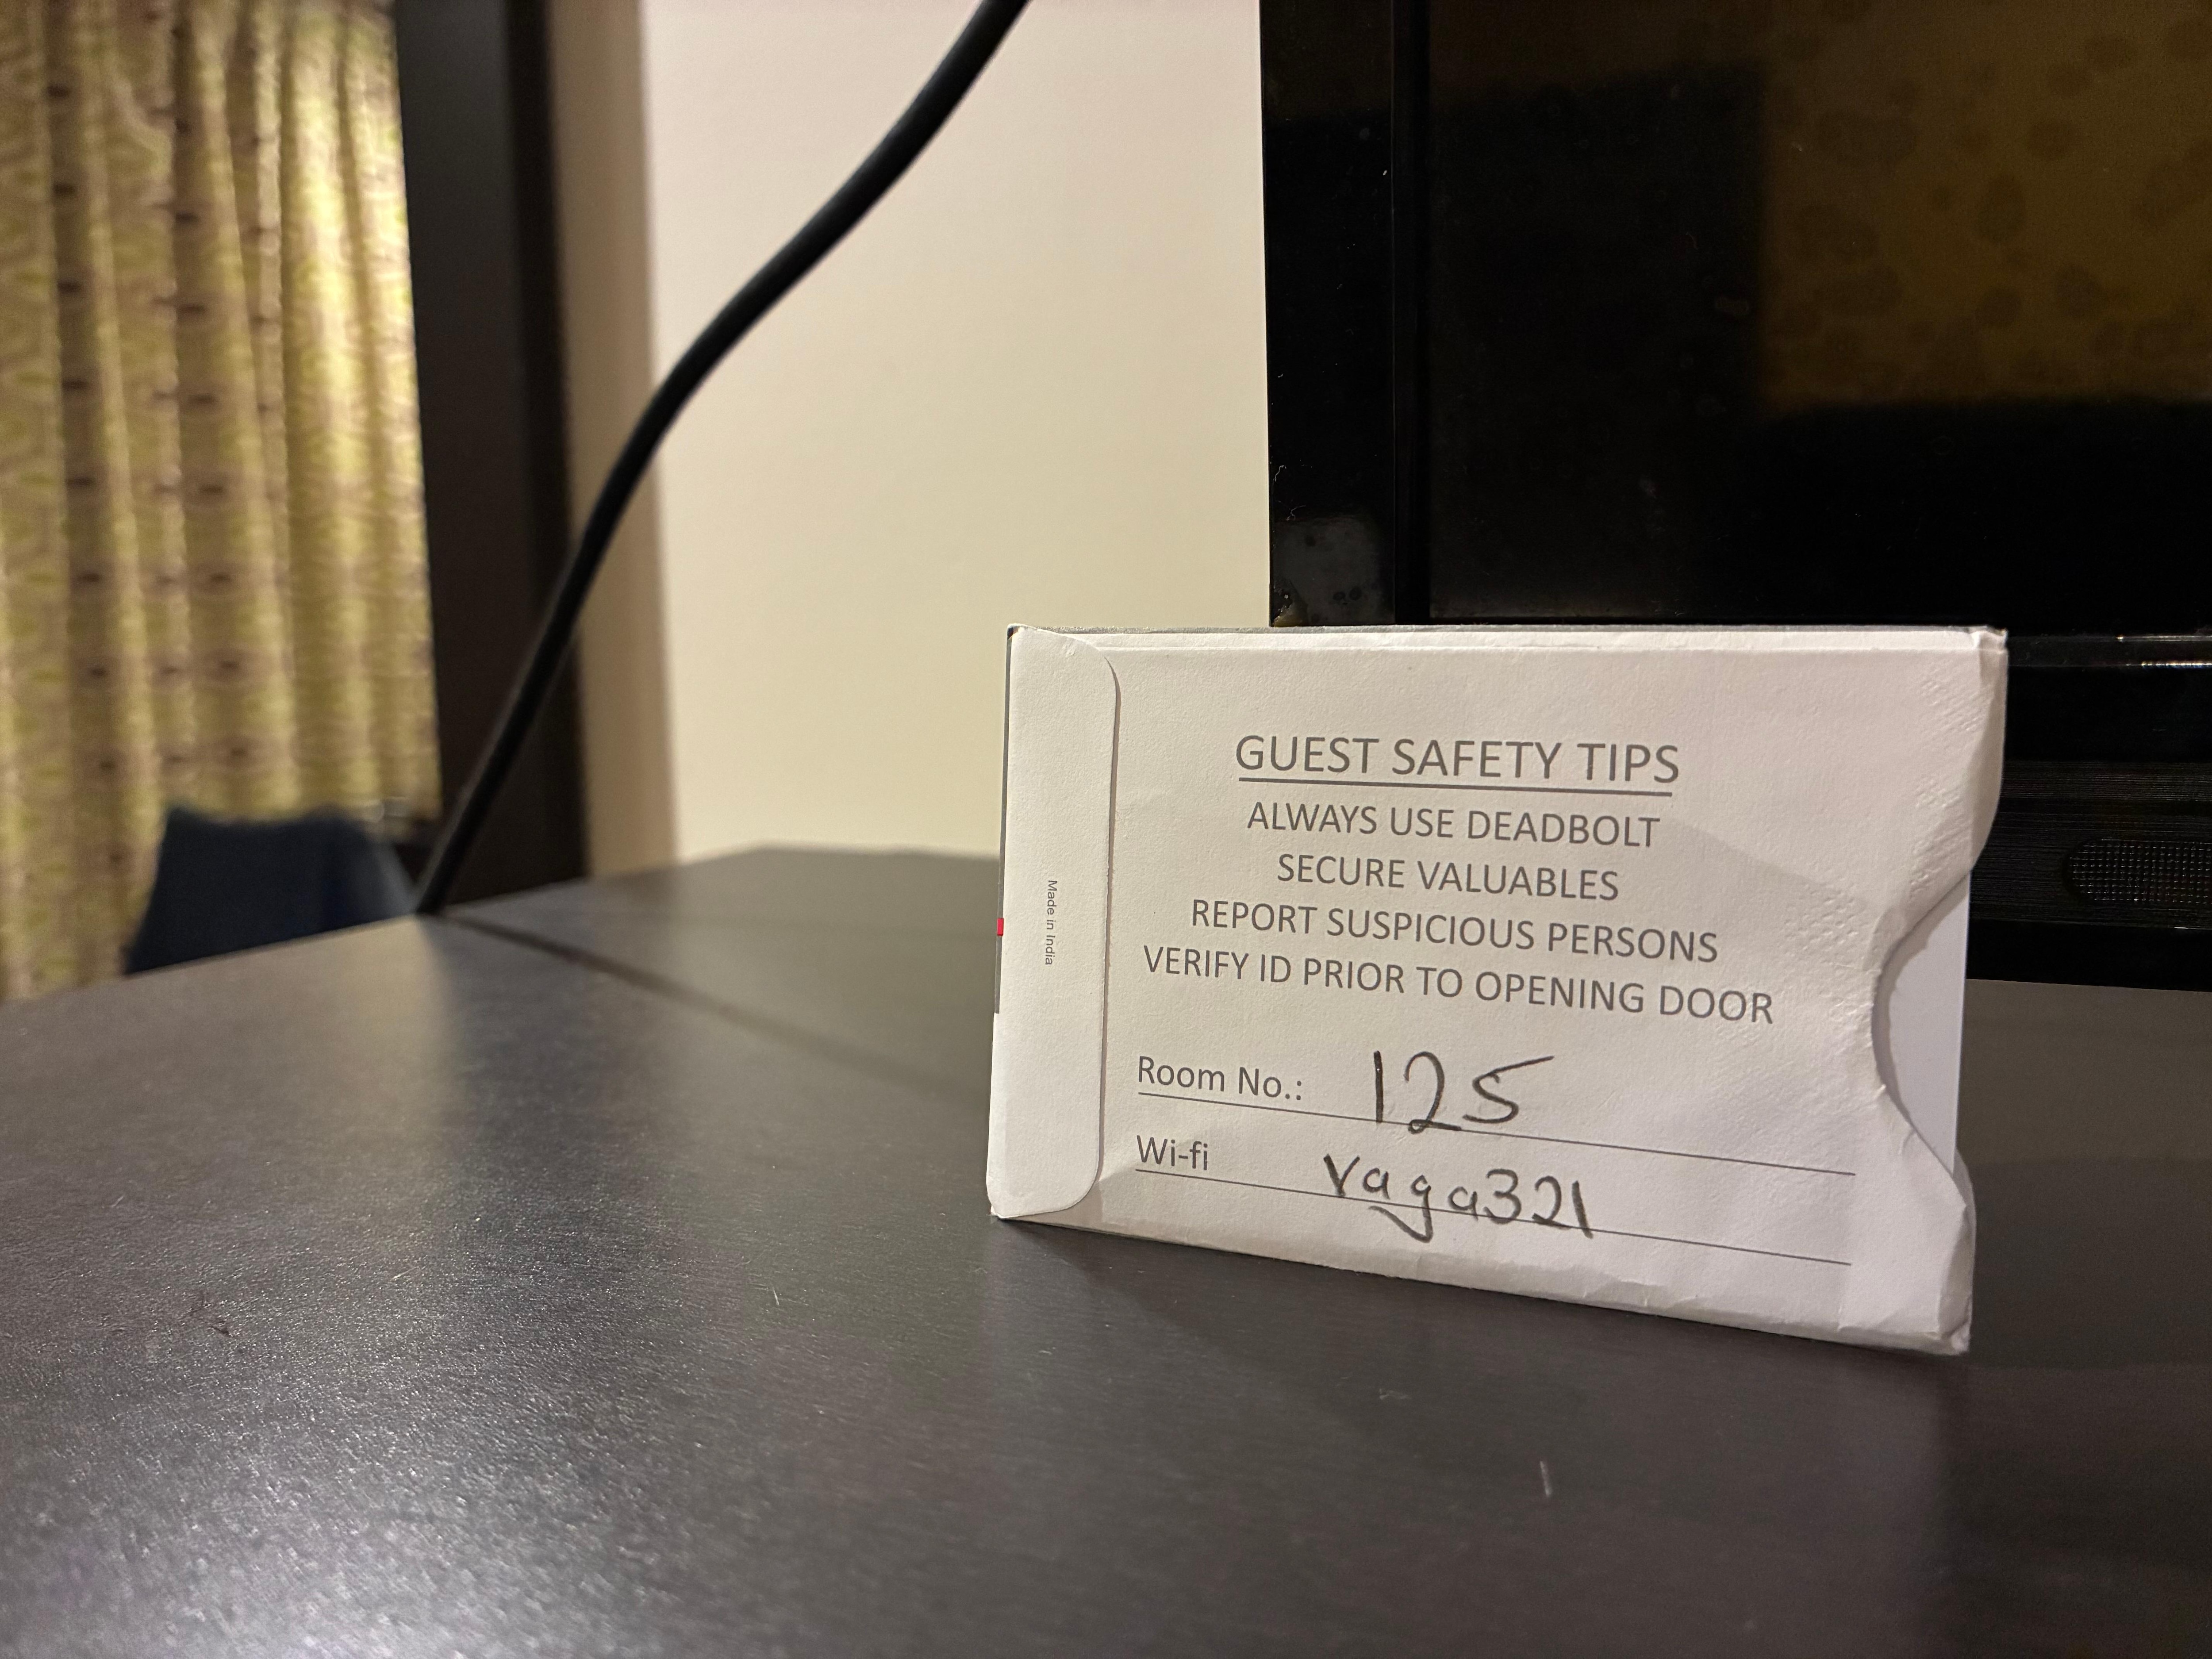 GUEST SAFETY TIPS
ALWAYS USE DEADBOLT
SECURE VALUABLES
REPORT SUSPICIOUS PERSONS
VERIFY ID PRIOR TO OPENING DOOR
Room No.: 125
Wi-fi vaga321
Made in India